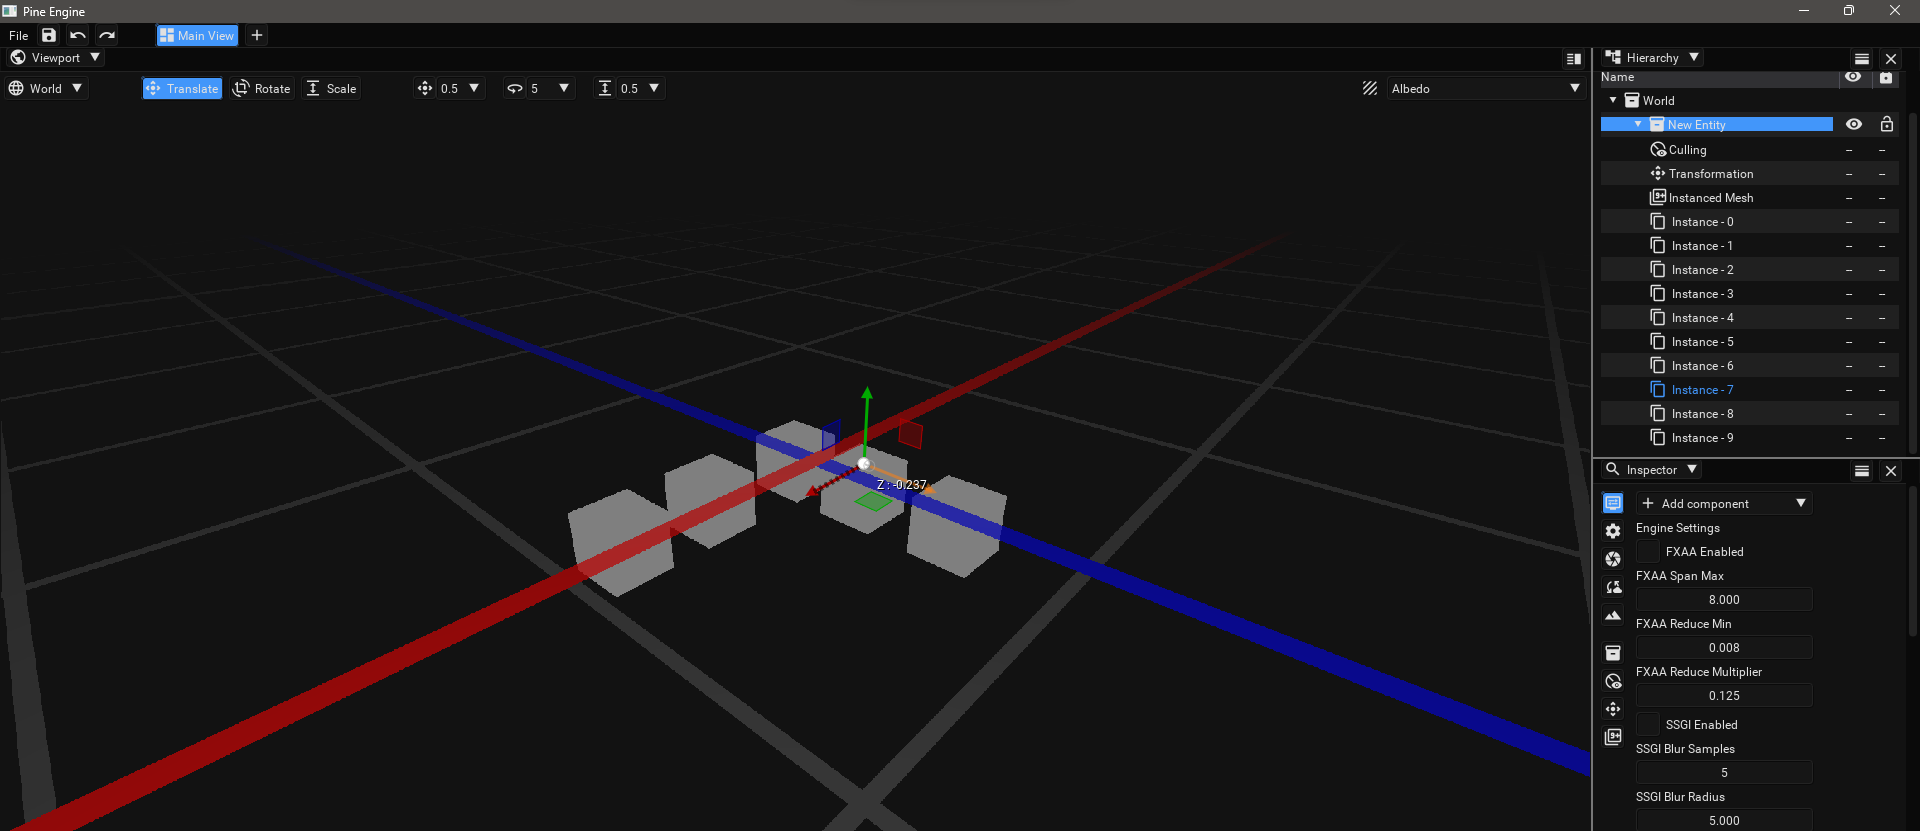 Pine Engine
File
Main View
Viewport
World
Translate
Rotate
Scale
0.5
5
0.5
Albedo
Z : -0.237
Hierarchy
Name
World
New Entity
Culling -- --
Transformation -- --
Instanced Mesh -- --
Instance - 0 -- --
Instance - 1 -- --
Instance - 2 -- --
Instance - 3 -- --
Instance - 4 -- --
Instance - 5 -- --
Instance - 6 -- --
Instance - 7 -- --
Instance - 8 -- --
Instance - 9 -- --
Inspector
Add component
Engine Settings
FXAA Enabled
FXAA Span Max
8.000
FXAA Reduce Min
0.008
FXAA Reduce Multiplier
0.125
SSGI Enabled
SSGI Blur Samples
5
SSGI Blur Radius
5.000